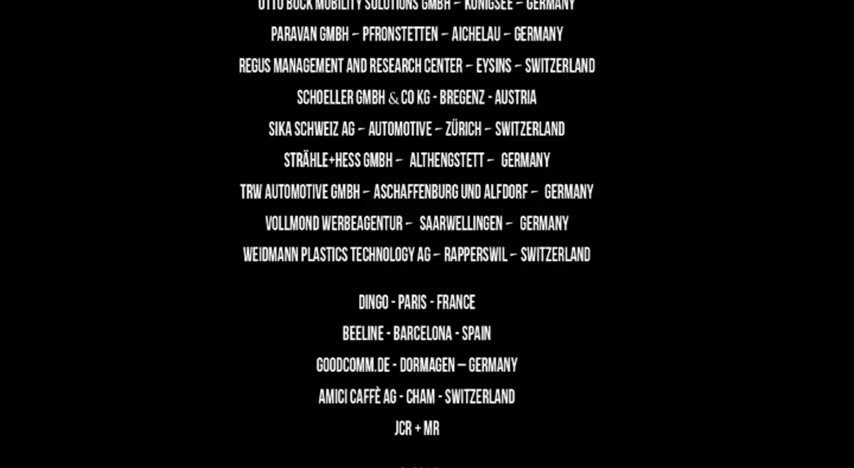 OTTO BOCK MOBILITY SOLUTIONS GMBH – KÖNIGSEE – GERMANY
PARAVAN GMBH – PFRONSTETTEN – AICHELAU – GERMANY
REGUS MANAGEMENT AND RESEARCH CENTER – EYSINS – SWITZERLAND
SCHOELLER GMBH & CO KG - BREGENZ - AUSTRIA
SIKA SCHWEIZ AG – AUTOMOTIVE – ZÜRICH – SWITZERLAND
STRÄHLE+HESS GMBH – ALTHENGSTETT – GERMANY
TRW AUTOMOTIVE GMBH – ASCHAFFENBURG UND ALFDORF – GERMANY
VOLLMOND WERBEAGENTUR – SAARWELLINGEN – GERMANY
WEIDMANN PLASTICS TECHNOLOGY AG – RAPPERSWIL – SWITZERLAND
DINGO - PARIS - FRANCE
BEELINE - BARCELONA - SPAIN
GOODCOMM.DE - DORMAGEN – GERMANY
AMICI CAFFÈ AG - CHAM - SWITZERLAND
JCR + MR